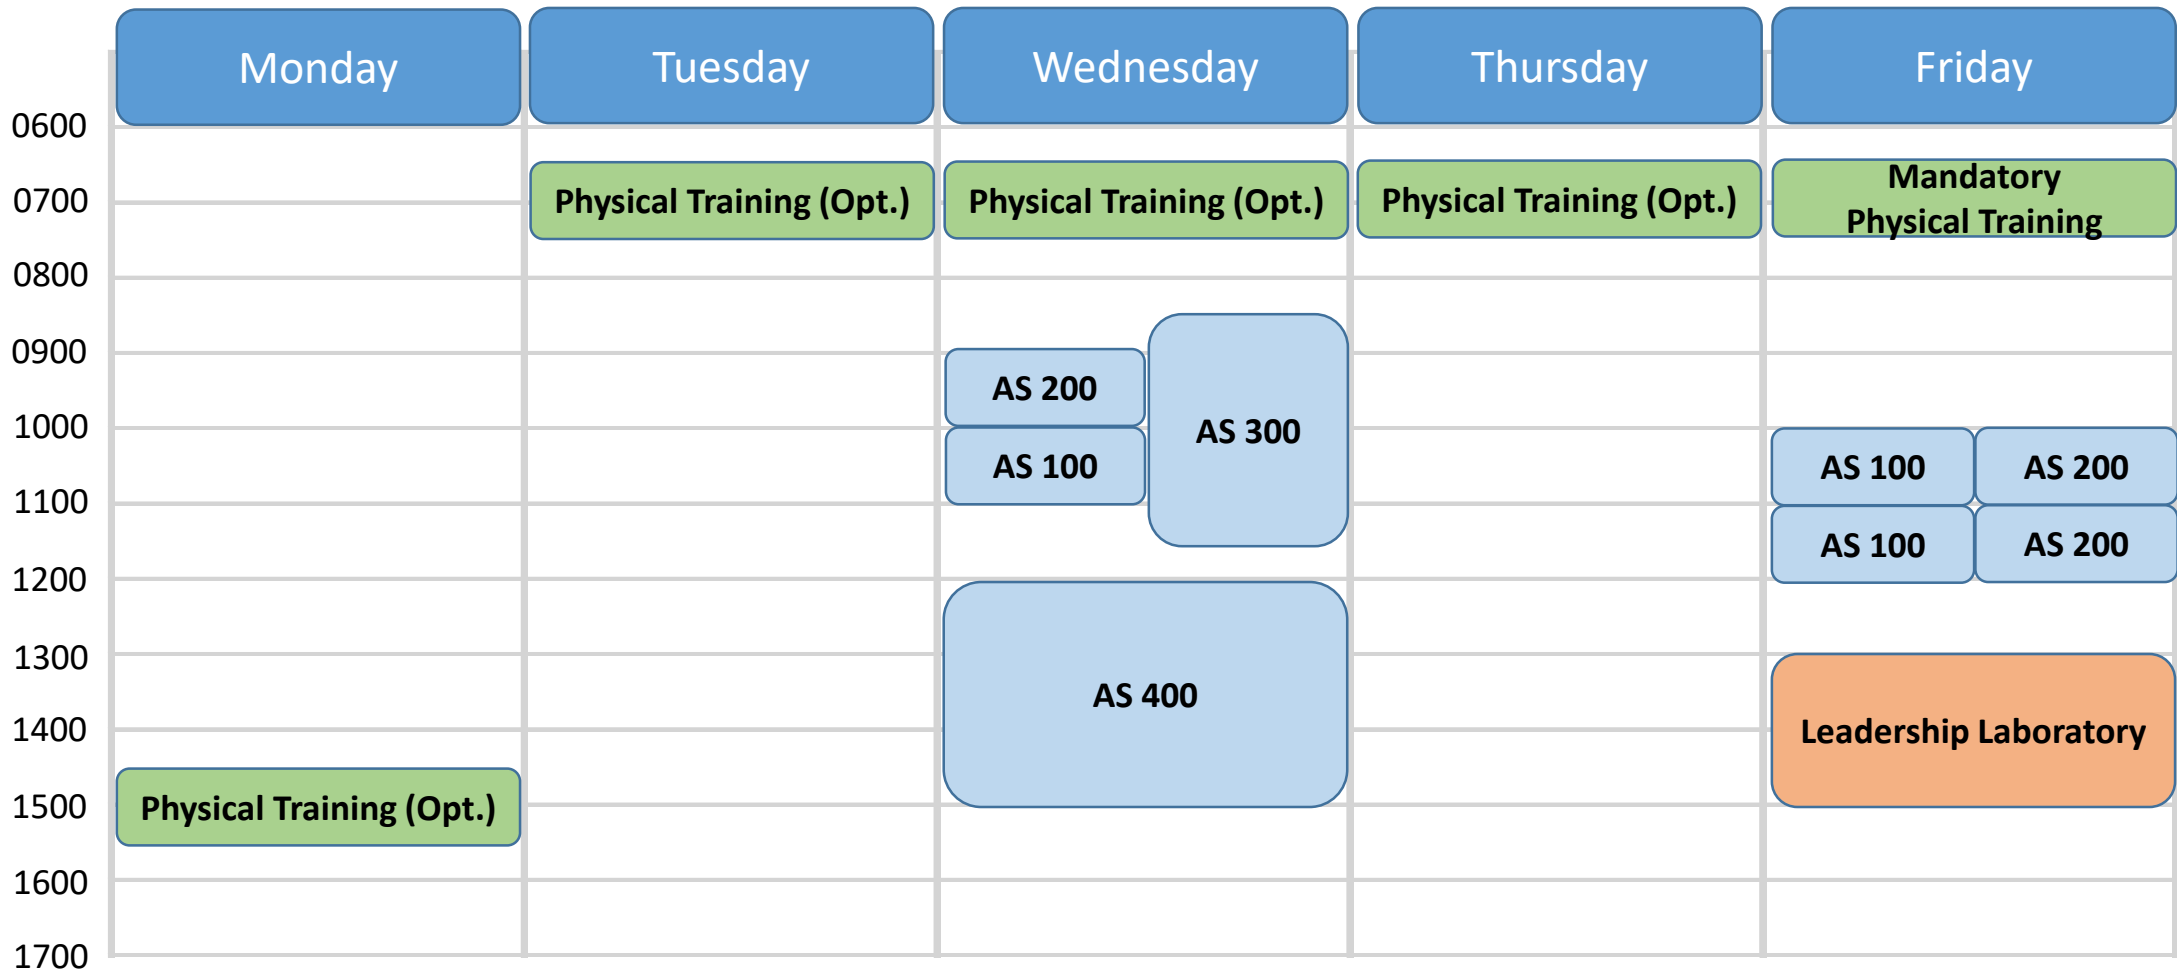 Monday Tuesday Wednesday Thursday Friday
0600
Physical Training (Opt.) Physical Training (Opt.) Physical Training (Opt.) Mandatory
Physical Training
0700
0800
0900
AS 200
AS 300
1000
AS 100
AS 100 AS 200
1100
AS 100 AS 200
1200
1300
AS 400
1400
Leadership Laboratory
1500
Physical Training (Opt.)
1600
1700